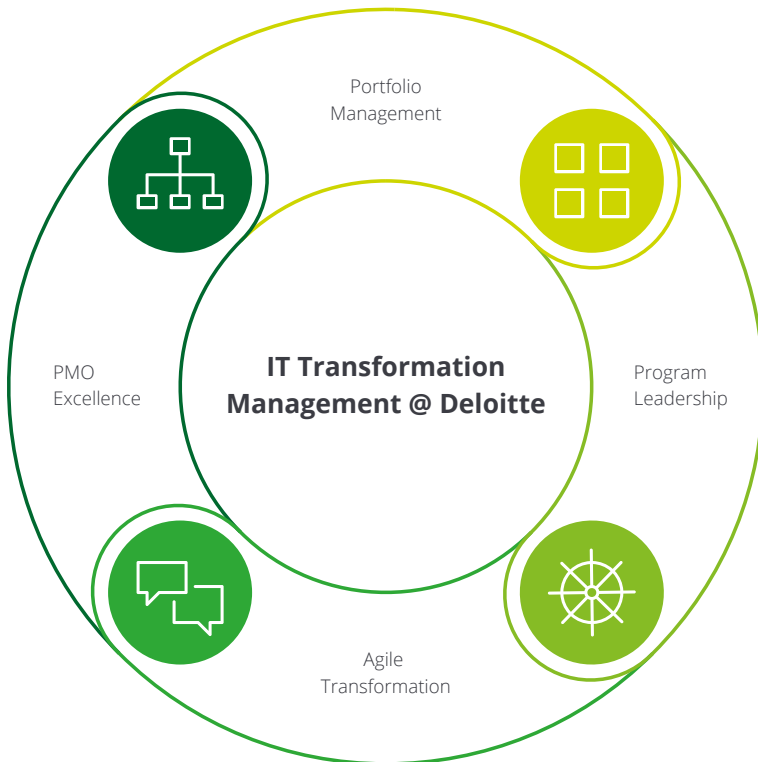 Portfolio
Management
IT Transformation
Management @ Deloitte
PMO
Excellence
Program
Leadership
Agile
Transformation